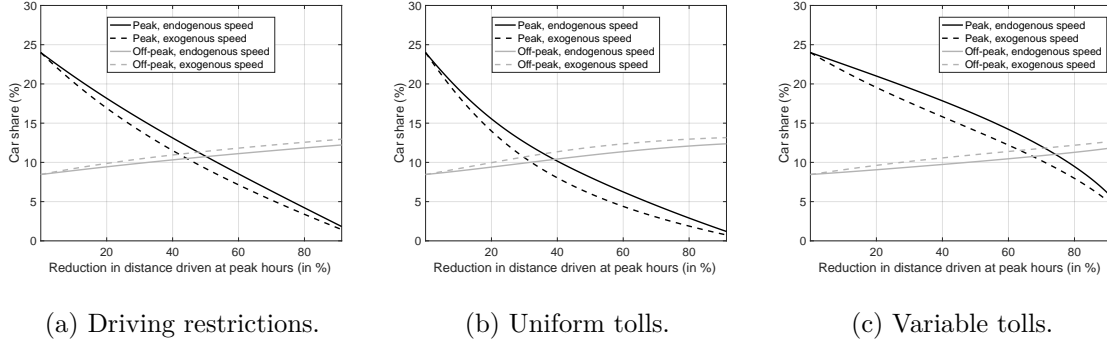 30
25
20
15
10
5
0
Car share (%)
Peak, endogenous speed
Peak, exogenous speed
Off-peak, endogenous speed
Off-peak, exogenous speed
20 40 60 80
Reduction in distance driven at peak hours (in %)
(a) Driving restrictions.
30
25
20
15
10
5
0
Car share (%)
Peak, endogenous speed
Peak, exogenous speed
Off-peak, endogenous speed
Off-peak, exogenous speed
20 40 60 80
Reduction in distance driven at peak hours (in %)
(b) Uniform tolls.
30
25
20
15
10
5
0
Car share (%)
Peak, endogenous speed
Peak, exogenous speed
Off-peak, endogenous speed
Off-peak, exogenous speed
20 40 60 80
Reduction in distance driven at peak hours (in %)
(c) Variable tolls.